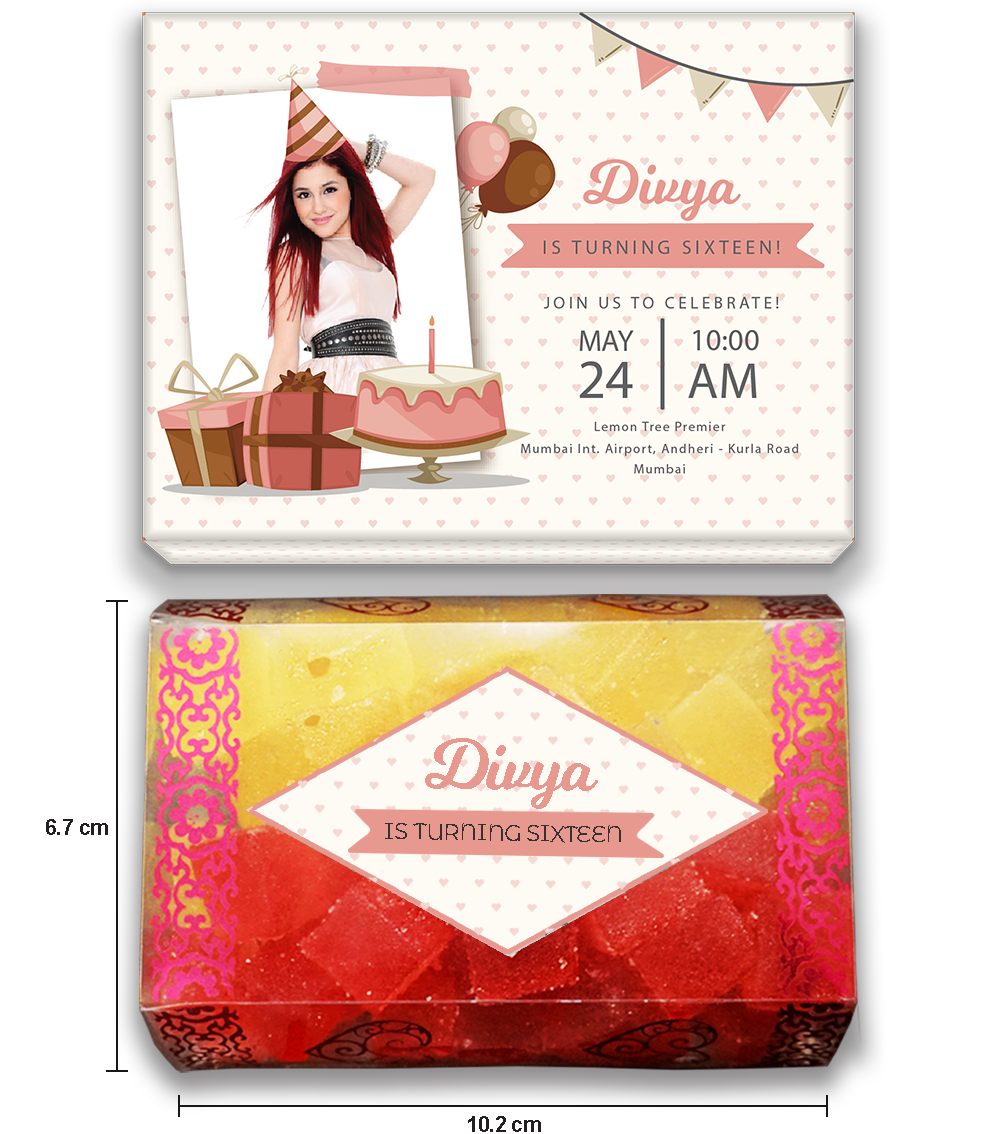 Divya
IS TURNING SIXTEEN!
JOIN US TO CELEBRATE!
MAY
24
10:00
AM
Lemon Tree Premier
Mumbai Int. Airport, Andheri - Kurla Road
Mumbai
Divya
IS TURNING SIXTEEN
6.7 cm
10.2 cm